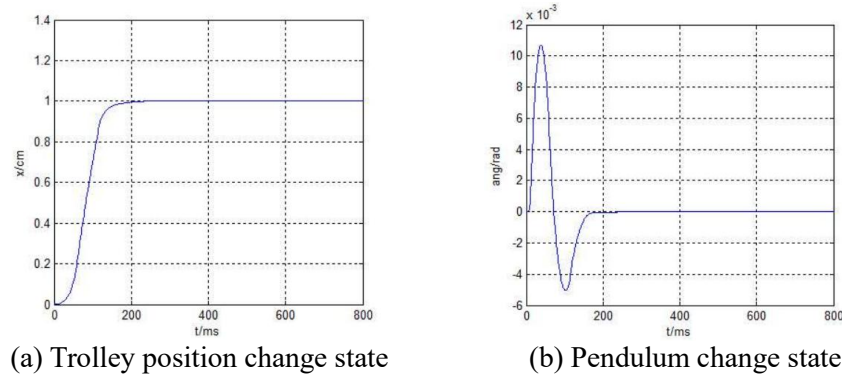 1.4
1.2
1
0.8
0.6
0.4
0.2
0
x/cm
0 200 400 600 800
t/ms
x 10⁻³
12
10
8
6
4
2
0
-2
-4
-6
ang/rad
0 200 400 600 800
t/ms
(a) Trolley position change state
(b) Pendulum change state